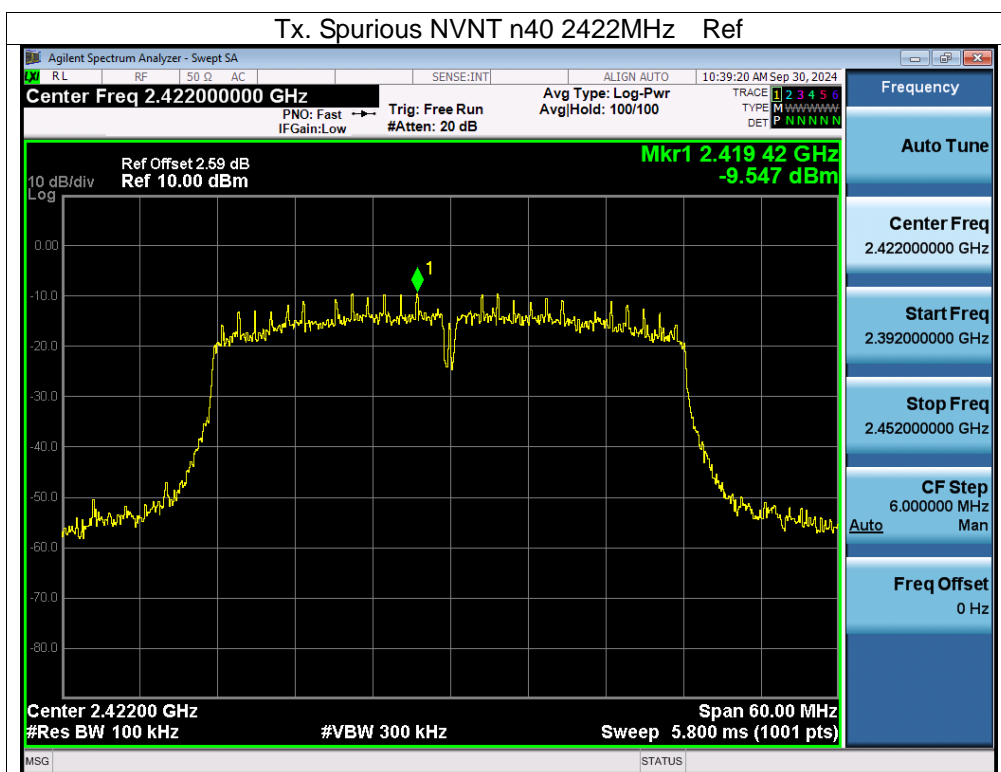 Tx. Spurious NVNT n40 2422MHz Ref
Agilent Spectrum Analyzer - Swept SA
LXI RL RF 50 Ω AC SENSE:INT ALIGN AUTO 10:39:20 AM Sep 30, 2024
Center Freq 2.422000000 GHz
PNO: Fast
IFGain:Low
Trig: Free Run
#Atten: 20 dB
Avg Type: Log-Pwr
Avg|Hold: 100/100
TRACE 1 2 3 4 5 6
TYPE M WWWWW
DET P N N N N N
Mkr1 2.419 42 GHz
-9.547 dBm
Ref Offset 2.59 dB
10 dB/div Ref 10.00 dBm
Log
1
0.00
-10.0
-20.0
-30.0
-40.0
-50.0
-60.0
-70.0
-80.0
Center 2.42200 GHz Span 60.00 MHz
#Res BW 100 kHz #VBW 300 kHz Sweep 5.800 ms (1001 pts)
MSG STATUS
Frequency
Auto Tune
Center Freq
2.422000000 GHz
Start Freq
2.392000000 GHz
Stop Freq
2.452000000 GHz
CF Step
6.000000 MHz
Auto Man
Freq Offset
0 Hz